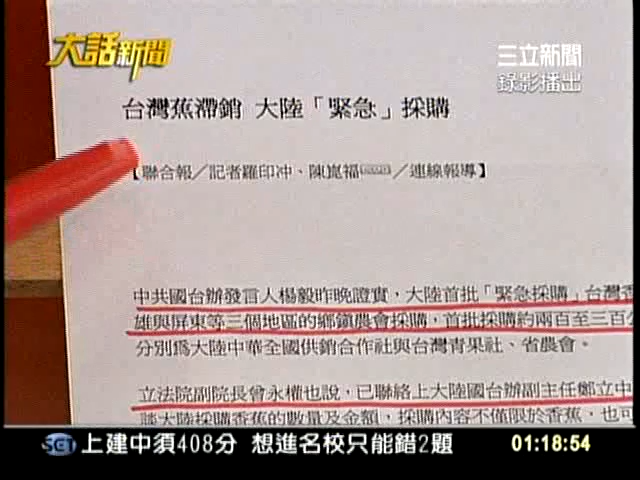 大話新聞
三立新聞
錄影播出
台灣蕉滯銷 大陸「緊急」採購
【聯合報／記者羅印冲、陳崑福／連線報導】
中共國台辦發言人楊毅昨晚證實，大陸首批「緊急採購」台灣香
雄與屏東等三個地區的鄉鎮農會採購，首批採購約兩百至三百公
分別為大陸中華全國供銷合作社與台灣青果社、省農會。
立法院副院長曾永權也說，已聯絡上大陸國台辦副主任鄭立中
談大陸採購香蕉的數量及金額，採購內容不僅限於香蕉，也可
SET 上建中須408分 想進名校只能錯2題 01:18:54